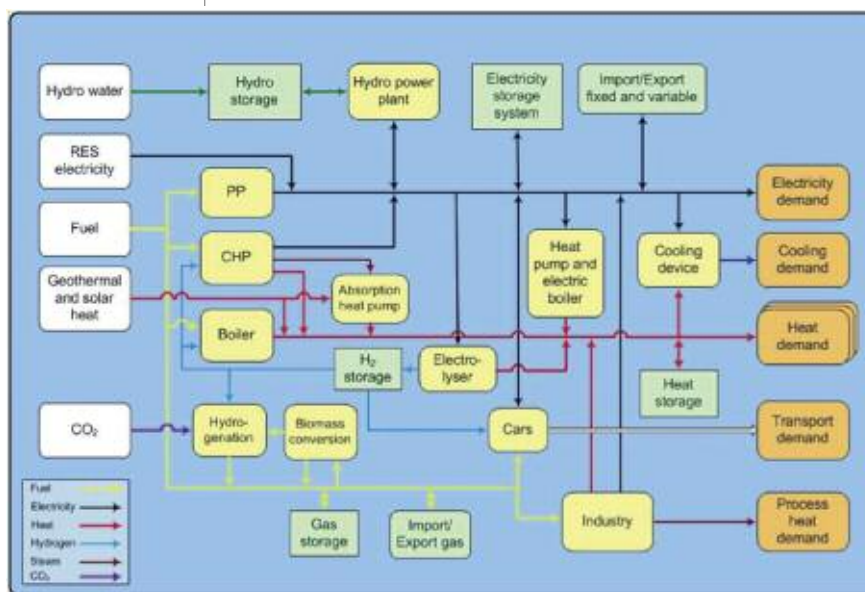 Hydro water
Hydro
storage
Hydro power
plant
Electricity
storage
system
Import/Export
fixed and variable
RES
electricity
PP
Electricity
demand
Fuel
CHP
Heat
pump and
electric
boiler
Cooling
device
Cooling
demand
Geothermal
and solar
heat
Absorption
heat pump
Boiler
Heat
demand
H₂
storage
Electro-
lyser
Heat
storage
CO₂
Hydro-
genation
Biomass
conversion
Cars
Transport
demand
Fuel
Electricity
Heat
Hydrogen
Steam
CO₂
Gas
storage
Import/
Export gas
Industry
Process
heat
demand